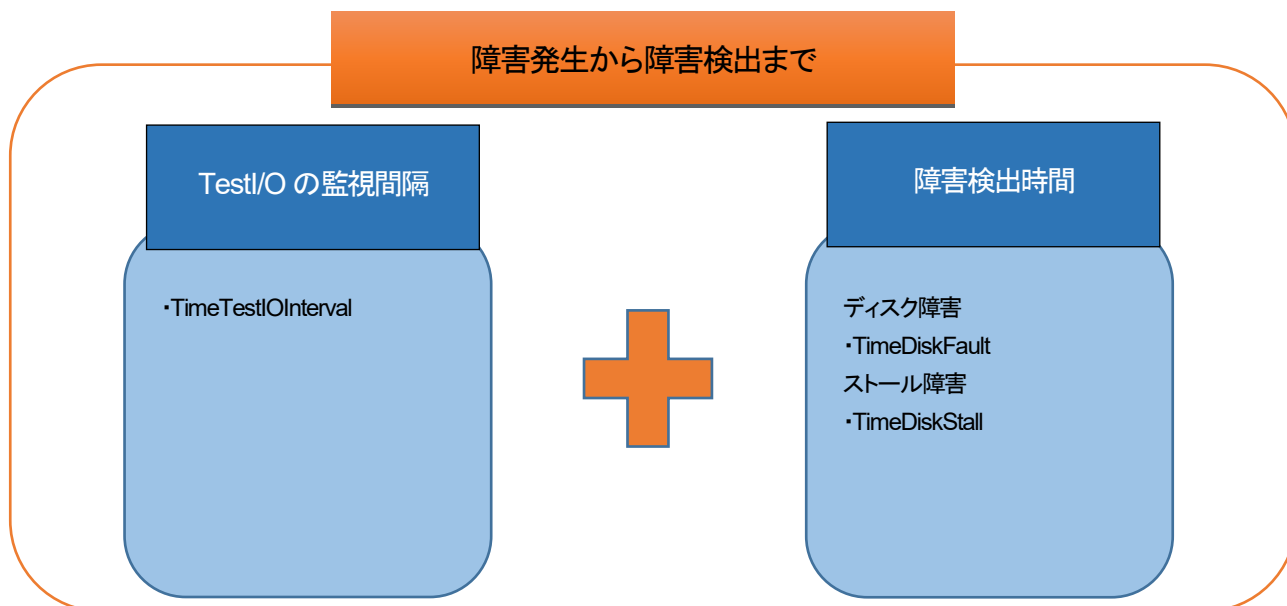 障害発生から障害検出まで
TestI/O の監視間隔
・TimeTestIOInterval
障害検出時間
ディスク障害
・TimeDiskFault
ストール障害
・TimeDiskStall